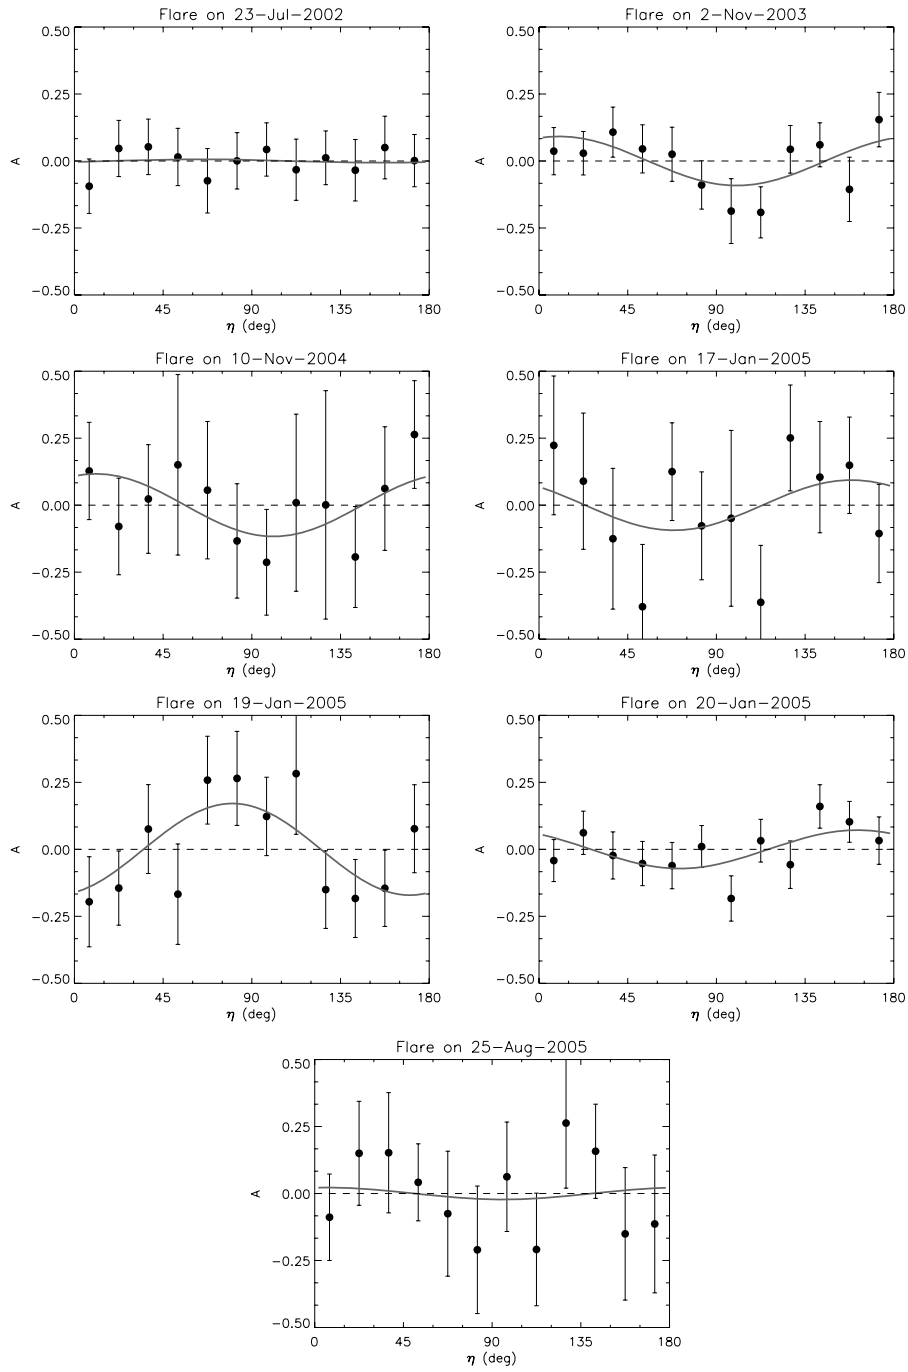 Flare on 23-Jul-2002
0.50
0.25
0.00
-0.25
-0.50
A
0 45 90 135 180
η (deg)
Flare on 2-Nov-2003
0.50
0.25
0.00
-0.25
-0.50
A
0 45 90 135 180
η (deg)
Flare on 10-Nov-2004
0.50
0.25
0.00
-0.25
-0.50
A
0 45 90 135 180
η (deg)
Flare on 17-Jan-2005
0.50
0.25
0.00
-0.25
-0.50
A
0 45 90 135 180
η (deg)
Flare on 19-Jan-2005
0.50
0.25
0.00
-0.25
-0.50
A
0 45 90 135 180
η (deg)
Flare on 20-Jan-2005
0.50
0.25
0.00
-0.25
-0.50
A
0 45 90 135 180
η (deg)
Flare on 25-Aug-2005
0.50
0.25
0.00
-0.25
-0.50
A
0 45 90 135 180
η (deg)